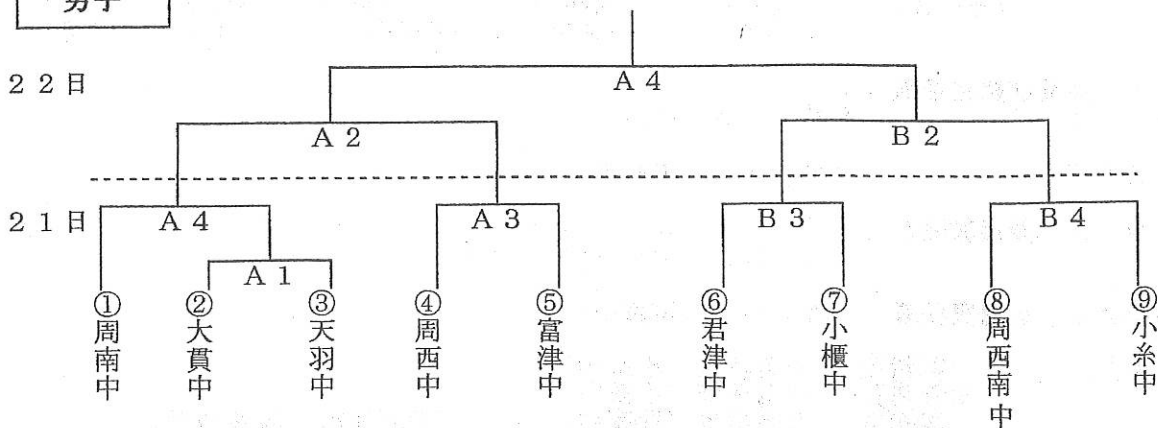 男子
22日
A4
A2
B2
21日
A4
A3
B3
B4
A1
①周南中
②大貫中
③天羽中
④周西中
⑤富津中
⑥君津中
⑦小櫃中
⑧周西南中
⑨小糸中